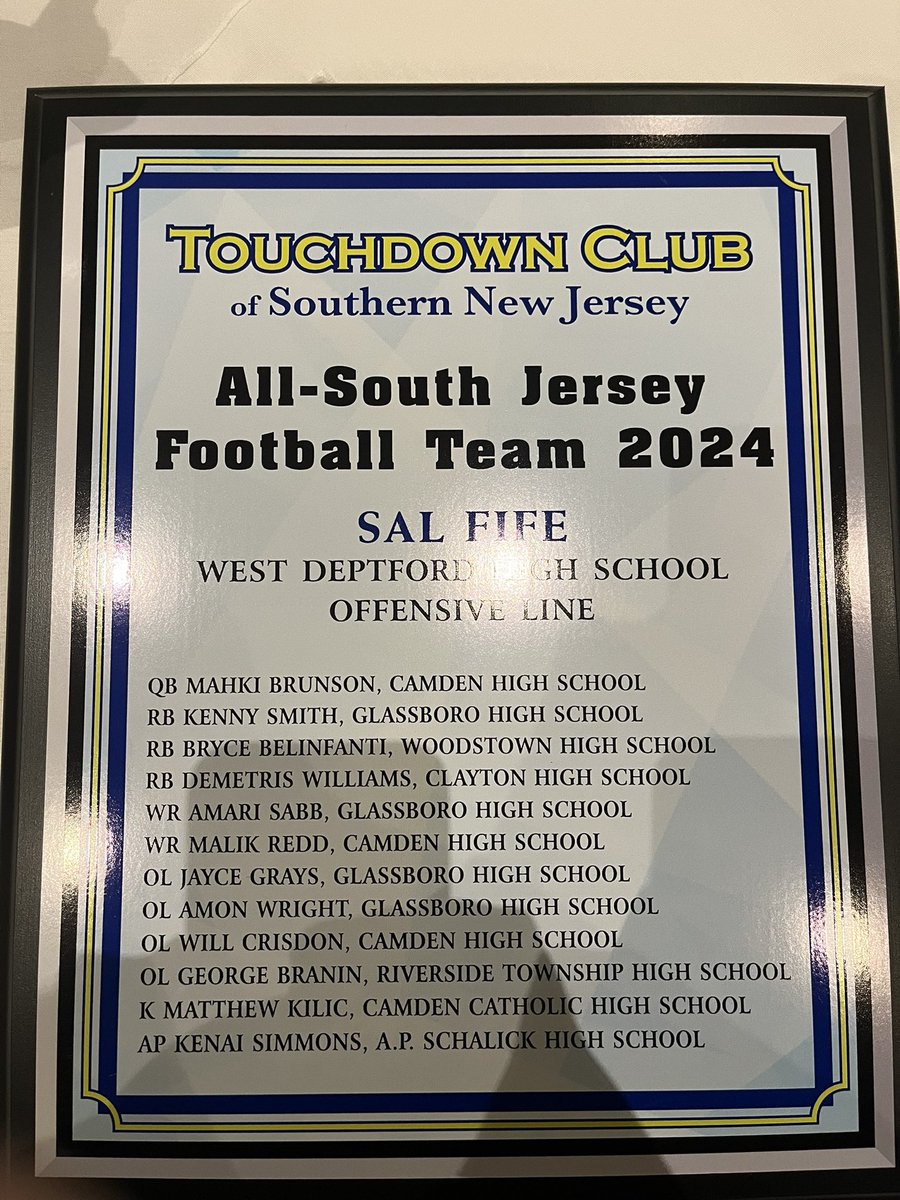 TOUCHDOWN CLUB
of Southern New Jersey
All-South Jersey
Football Team 2024
SAL FIFE
WEST DEPTFORD HIGH SCHOOL
OFFENSIVE LINE
QB MAHKI BRUNSON, CAMDEN HIGH SCHOOL
RB KENNY SMITH, GLASSBORO HIGH SCHOOL
RB BRYCE BELINFANTI, WOODSTOWN HIGH SCHOOL
RB DEMETRIS WILLIAMS, CLAYTON HIGH SCHOOL
WR AMARI SABB, GLASSBORO HIGH SCHOOL
WR MALIK REDD, CAMDEN HIGH SCHOOL
OL JAYCE GRAYS, GLASSBORO HIGH SCHOOL
OL AMON WRIGHT, GLASSBORO HIGH SCHOOL
OL WILL CRISDON, CAMDEN HIGH SCHOOL
OL GEORGE BRANIN, RIVERSIDE TOWNSHIP HIGH SCHOOL
K MATTHEW KILIC, CAMDEN CATHOLIC HIGH SCHOOL
AP KENAI SIMMONS, A.P. SCHALICK HIGH SCHOOL